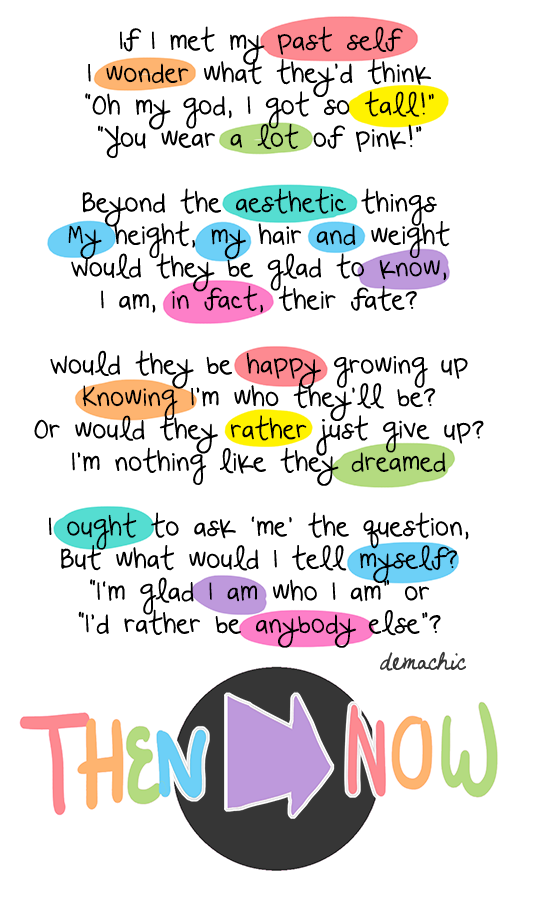 If I met my past self
I wonder what they'd think
"Oh my god, I got so tall!"
"You wear a lot of pink!"
Beyond the aesthetic things
My height, my hair and weight
would they be glad to know,
I am, in fact, their fate?
would they be happy growing up
Knowing I'm who they'll be?
Or would they rather just give up?
I'm nothing like they dreamed
I ought to ask 'me' the question,
But what would I tell myself?
"I'm glad I am who I am" or
"I'd rather be anybody else"?
demachic
THEN NOW